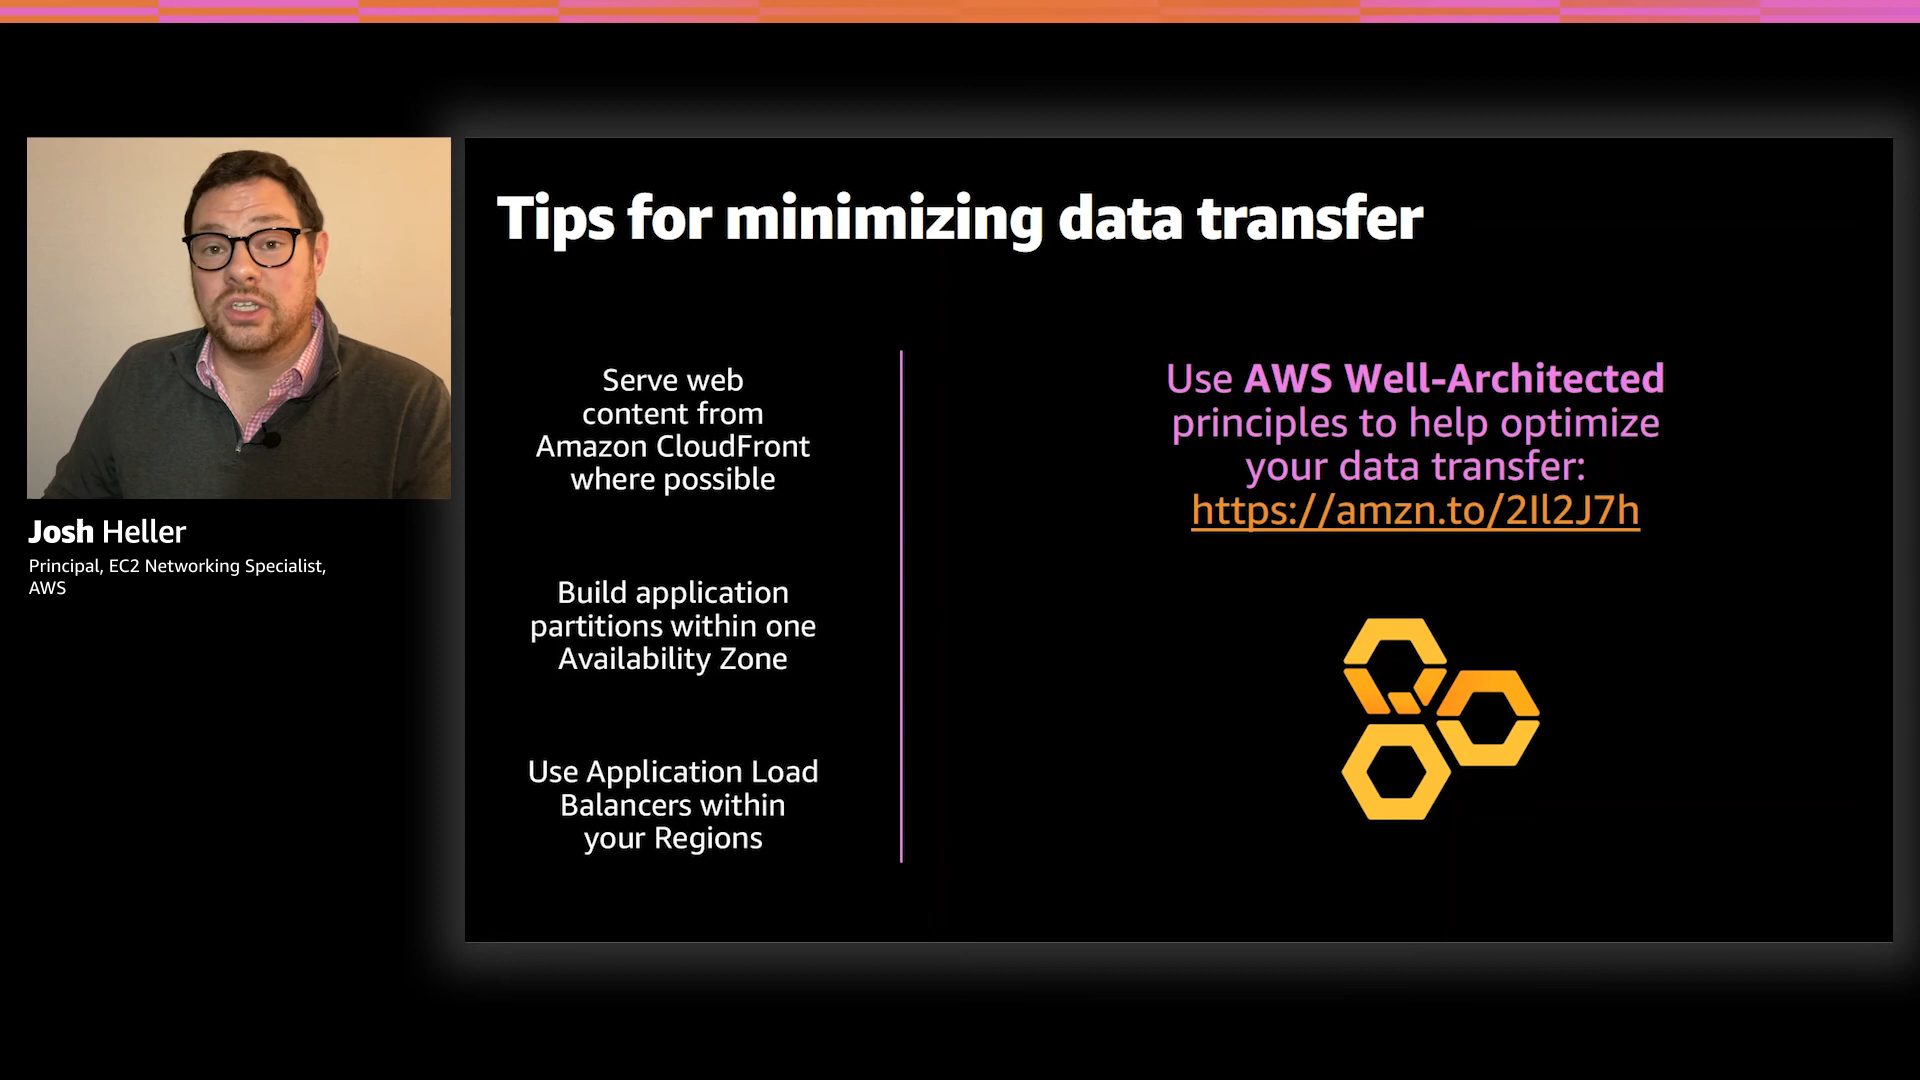 Tips for minimizing data transfer
Serve web
content from
Amazon CloudFront
where possible
Build application
partitions within one
Availability Zone
Use Application Load
Balancers within
your Regions
Use AWS Well-Architected
principles to help optimize
your data transfer:
https://amzn.to/2Il2J7h
Josh Heller
Principal, EC2 Networking Specialist,
AWS